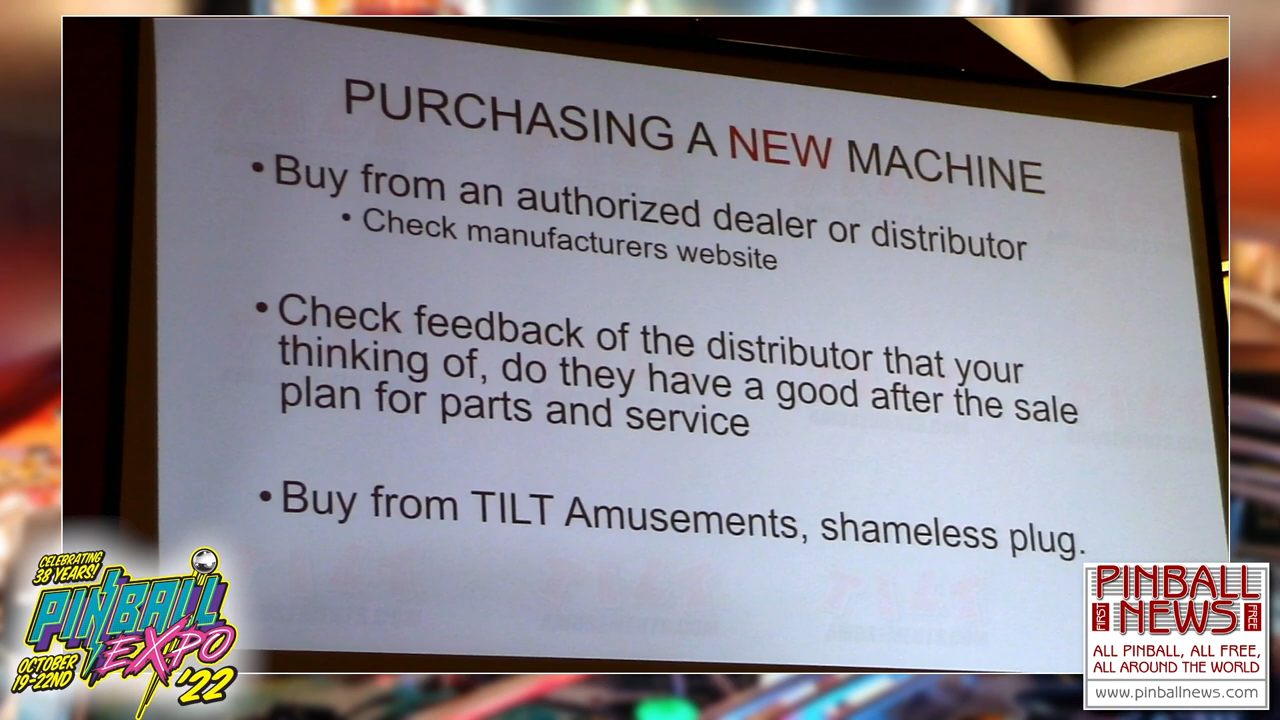 PURCHASING A NEW MACHINE
• Buy from an authorized dealer or distributor
• Check manufacturers website
• Check feedback of the distributor that your
thinking of, do they have a good after the sale
plan for parts and service
• Buy from TILT Amusements, shameless plug.
CELEBRATING
38 YEARS!
PINBALL
EXPO
OCTOBER
19-22ND
'22
PINBALL
FIRST NEWS FREE
ALL PINBALL, ALL FREE,
ALL AROUND THE WORLD
www.pinballnews.com